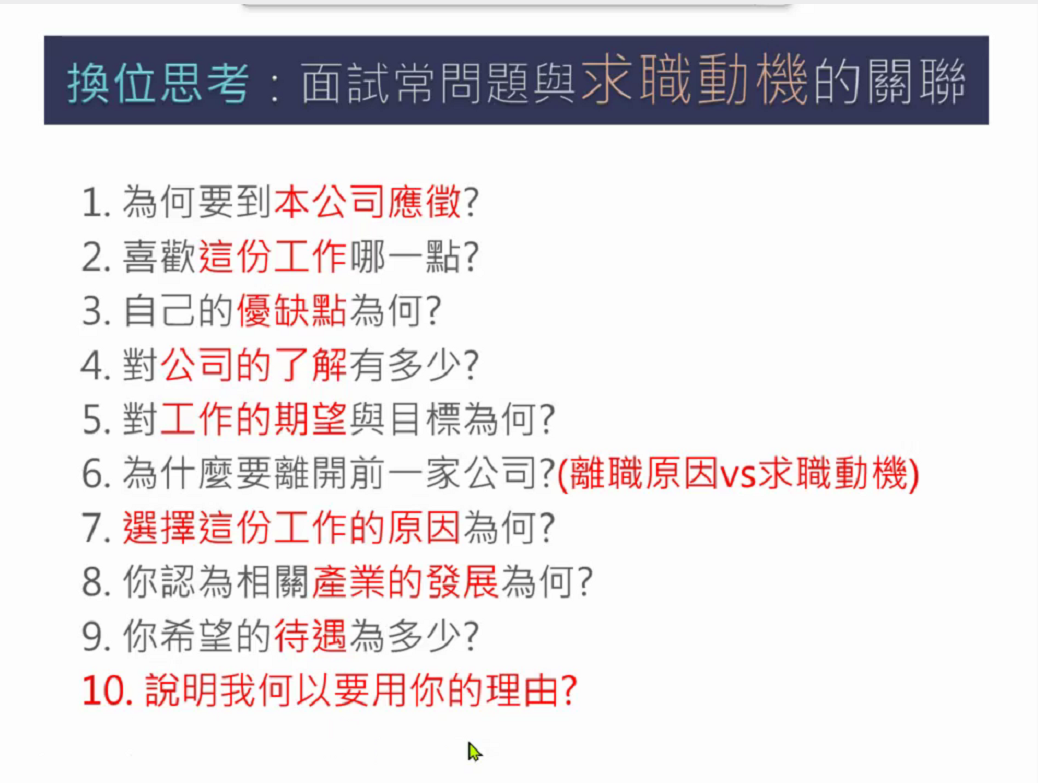 換位思考：面試常問題與求職動機的關聯
1. 為何要到本公司應徵?
2. 喜歡這份工作哪一點?
3. 自己的優缺點為何?
4. 對公司的了解有多少?
5. 對工作的期望與目標為何?
6. 為什麼要離開前一家公司?(離職原因vs求職動機)
7. 選擇這份工作的原因為何?
8. 你認為相關產業的發展為何?
9. 你希望的待遇為多少?
10. 說明我何以要用你的理由?